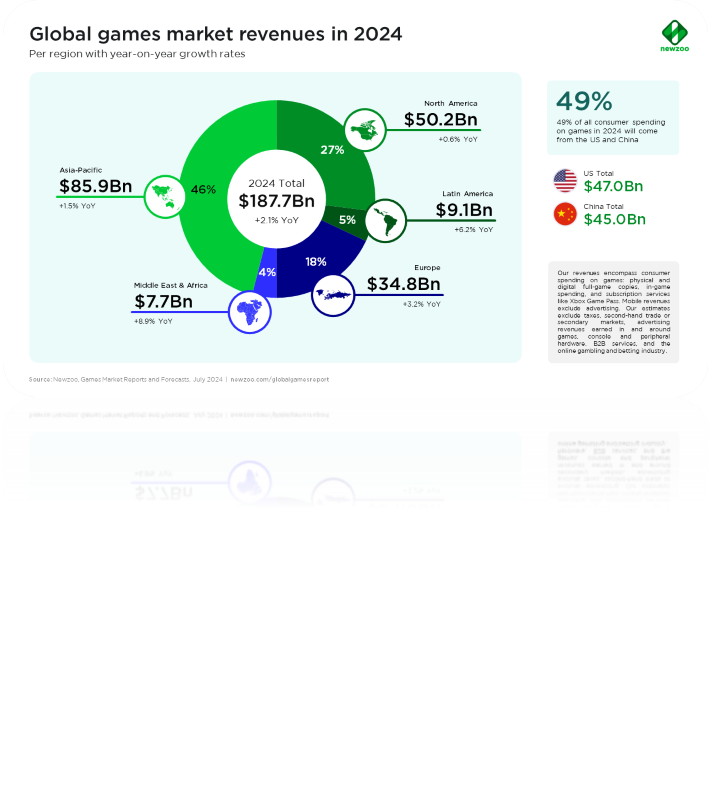 Global games market revenues in 2024
Per region with year-on-year growth rates
newzoo
North America
$50.2Bn
+0.6% YoY
27%
Asia-Pacific
$85.9Bn
+1.5% YoY
46%
2024 Total
$187.7Bn
+2.1% YoY
Latin America
$9.1Bn
+6.2% YoY
5%
Europe
$34.8Bn
+3.2% YoY
18%
Middle East & Africa
$7.7Bn
+8.9% YoY
4%
49%
49% of all consumer spending
on games in 2024 will come
from the US and China
US Total
$47.0Bn
China Total
$45.0Bn
Our revenues encompass consumer
spending on games: physical and
digital full-game copies, in-game
spending, and subscription services
like Xbox Game Pass. Mobile revenues
exclude advertising. Our estimates
exclude taxes, second-hand trade or
secondary markets, advertising
revenues earned in and around
games, console and peripheral
hardware, B2B services, and the
online gambling and betting industry.
Source: Newzoo, Games Market Reports and Forecasts, July 2024 | newzoo.com/globalgamesreport